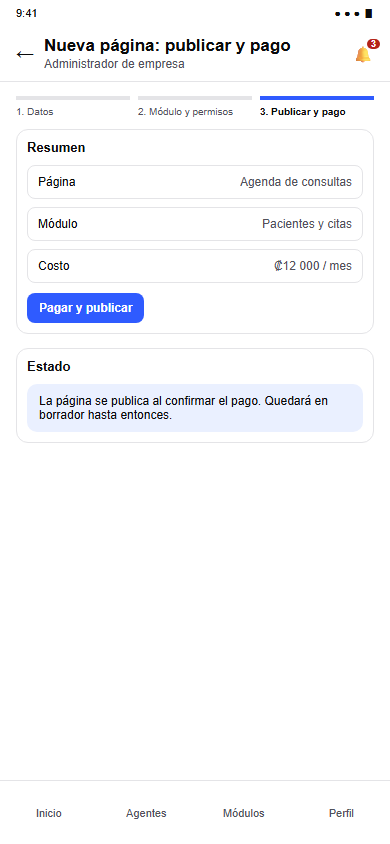 9:41
← Nueva página: publicar y pago
Administrador de empresa
3
1. Datos
2. Módulo y permisos
3. Publicar y pago
Resumen
Página Agenda de consultas
Módulo Pacientes y citas
Costo ₡12 000 / mes
Pagar y publicar
Estado
La página se publica al confirmar el pago. Quedará en
borrador hasta entonces.
Inicio Agentes Módulos Perfil